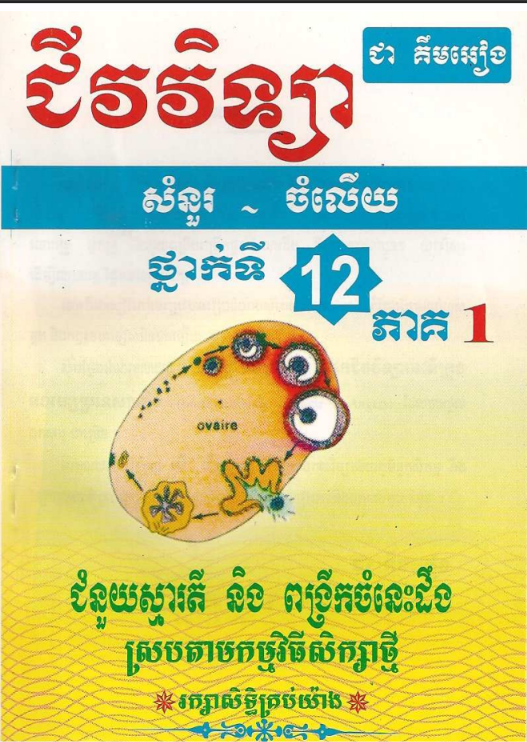 ជា គឹមអៀង
ជីវវិទ្យា
សំនួរ ~ ចំលើយ
ថ្នាក់ទី 12
ភាគ 1
ovaire
ជំនួយស្មារតី និង ពង្រីកចំនេះដឹង
ស្របតាមកម្មវិធីសិក្សាថ្មី
រក្សាសិទ្ធិគ្រប់យ៉ាង